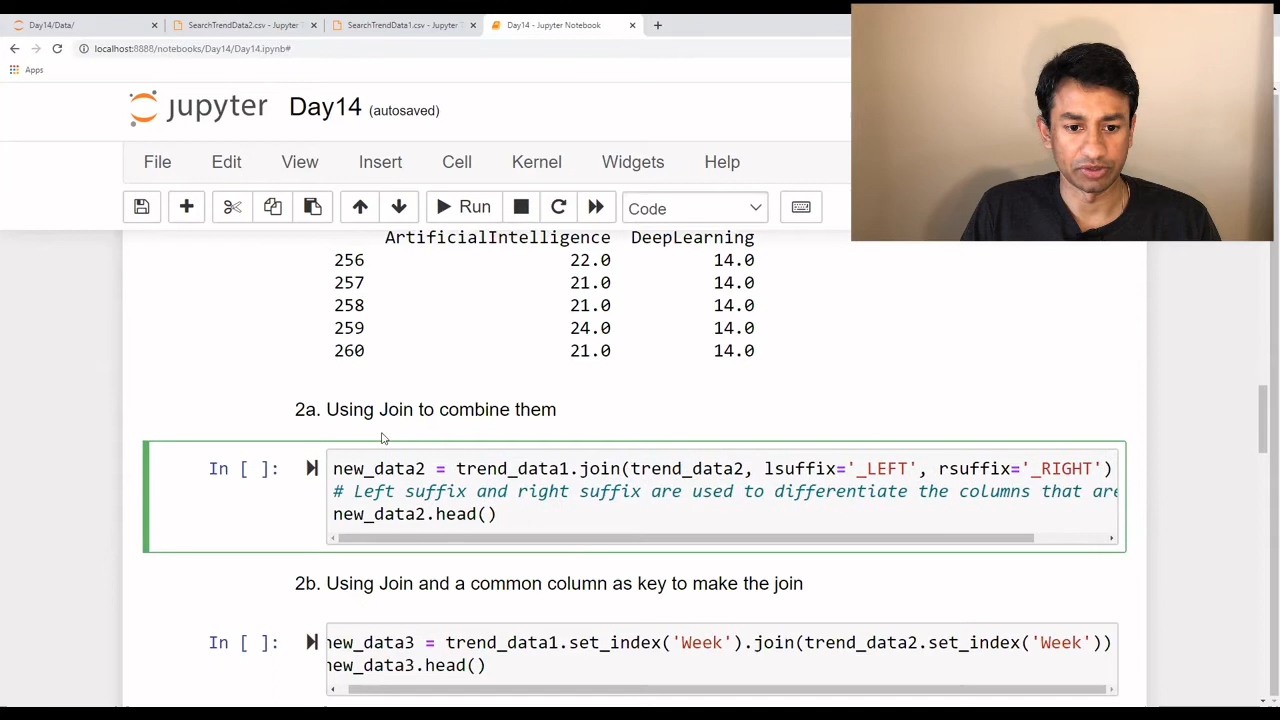 Day14/Data/
SearchTrendData2.csv - Jupyter T
SearchTrendData1.csv - Jupyter T
Day14 - Jupyter Notebook
localhost:8888/notebooks/Day14/Day14.ipynb#
Apps
jupyter Day14 (autosaved)
File Edit View Insert Cell Kernel Widgets Help
Run Code
ArtificialIntelligence DeepLearning
256 22.0 14.0
257 21.0 14.0
258 21.0 14.0
259 24.0 14.0
260 21.0 14.0
2a. Using Join to combine them
In [ ]: new_data2 = trend_data1.join(trend_data2, lsuffix='_LEFT', rsuffix='_RIGHT')
# Left suffix and right suffix are used to differentiate the columns that are
new_data2.head()
2b. Using Join and a common column as key to make the join
In [ ]: new_data3 = trend_data1.set_index('Week').join(trend_data2.set_index('Week'))
new_data3.head()